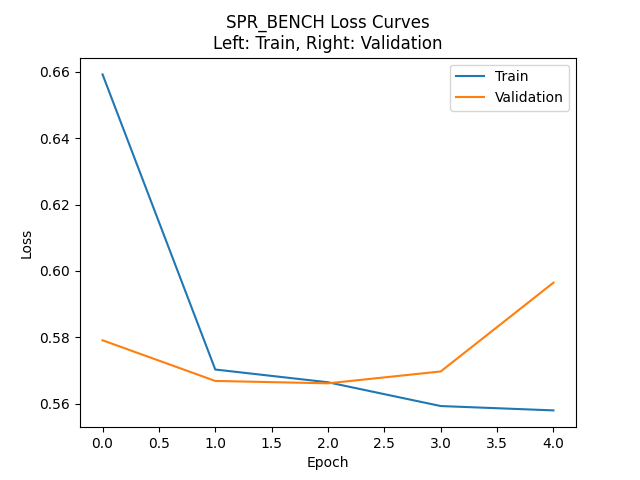 SPR_BENCH Loss Curves
Left: Train, Right: Validation
Train
Validation
0.66
0.64
0.62
0.60
0.58
0.56
Loss
0.0 0.5 1.0 1.5 2.0 2.5 3.0 3.5 4.0
Epoch